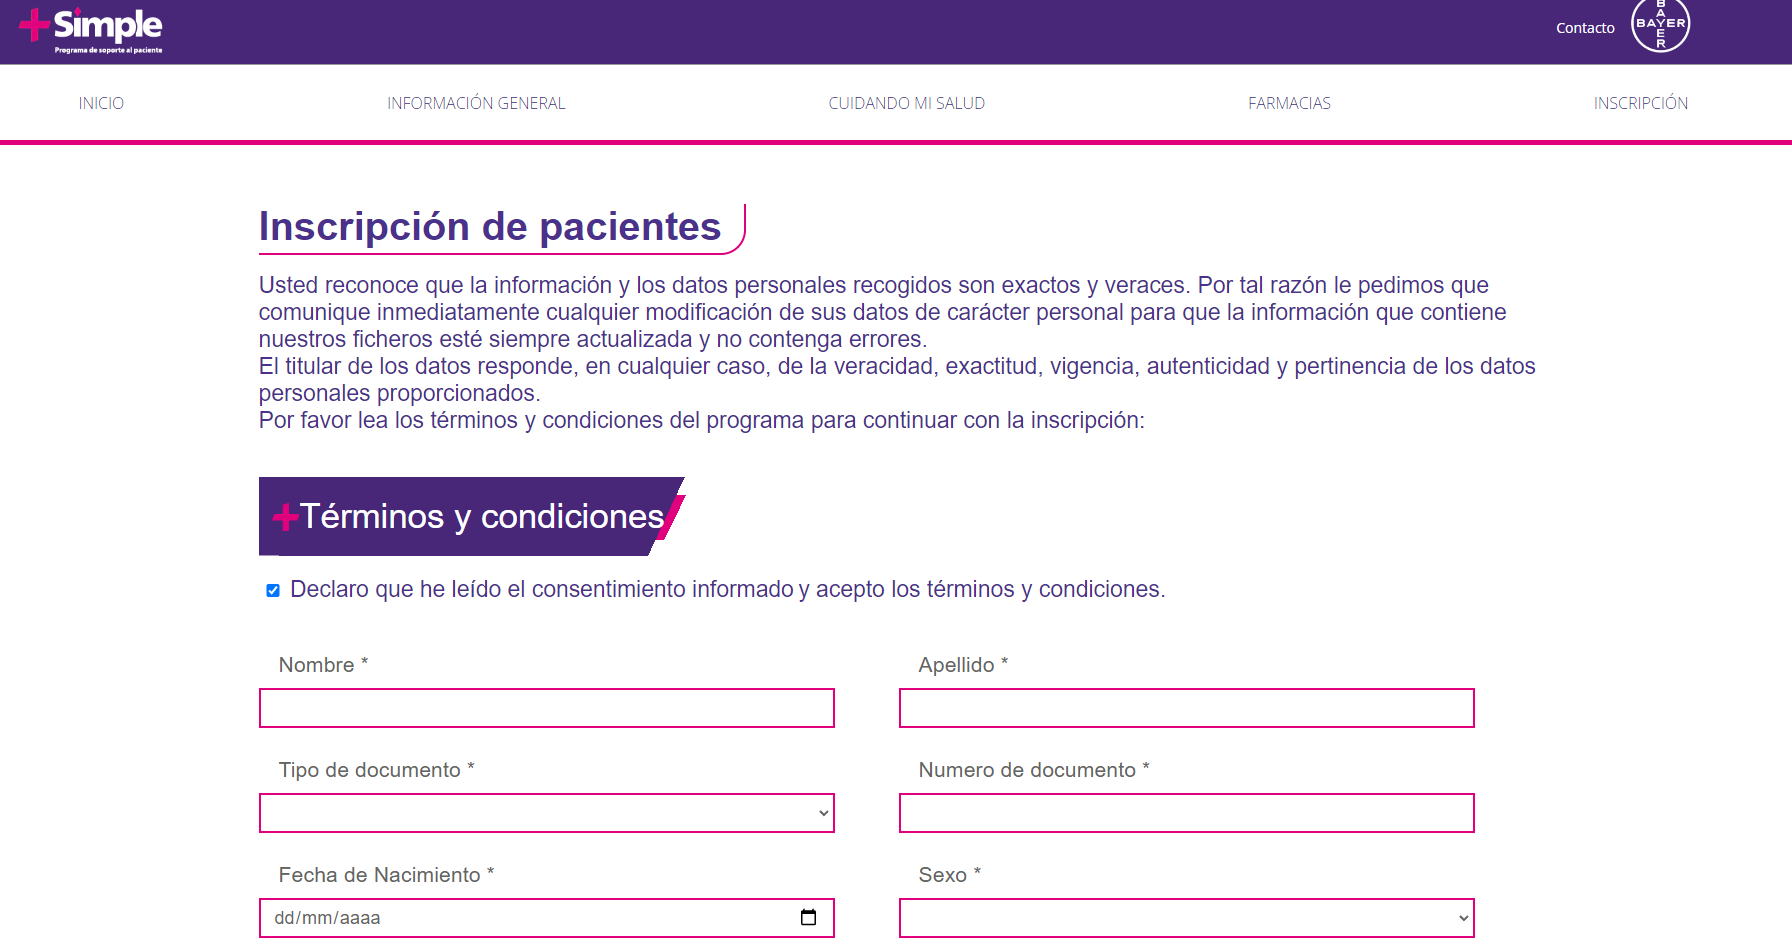 +Simple
Programa de soporte al paciente
Contacto
BAYER
BAYER
INICIO
INFORMACIÓN GENERAL
CUIDANDO MI SALUD
FARMACIAS
INSCRIPCIÓN
Inscripción de pacientes
Usted reconoce que la información y los datos personales recogidos son exactos y veraces. Por tal razón le pedimos que
comunique inmediatamente cualquier modificación de sus datos de carácter personal para que la información que contiene
nuestros ficheros esté siempre actualizada y no contenga errores.
El titular de los datos responde, en cualquier caso, de la veracidad, exactitud, vigencia, autenticidad y pertinencia de los datos
personales proporcionados.
Por favor lea los términos y condiciones del programa para continuar con la inscripción:
+Términos y condiciones
Declaro que he leído el consentimiento informado y acepto los términos y condiciones.
Nombre *
Apellido *
Tipo de documento *
Numero de documento *
Fecha de Nacimiento *
Sexo *
dd/mm/aaaa